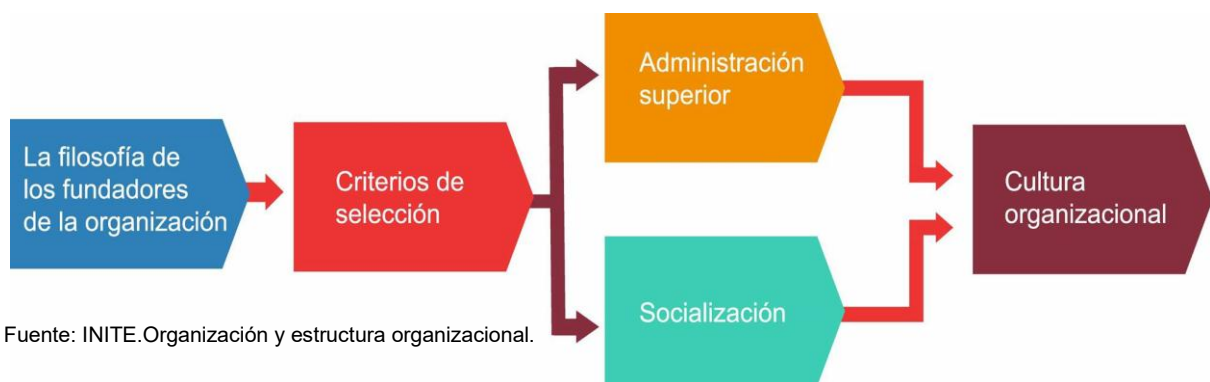 La filosofía de
los fundadores
de la organización
Criterios de
selección
Administración
superior
Socialización
Cultura
organizacional
Fuente: INITE.Organización y estructura organizacional.